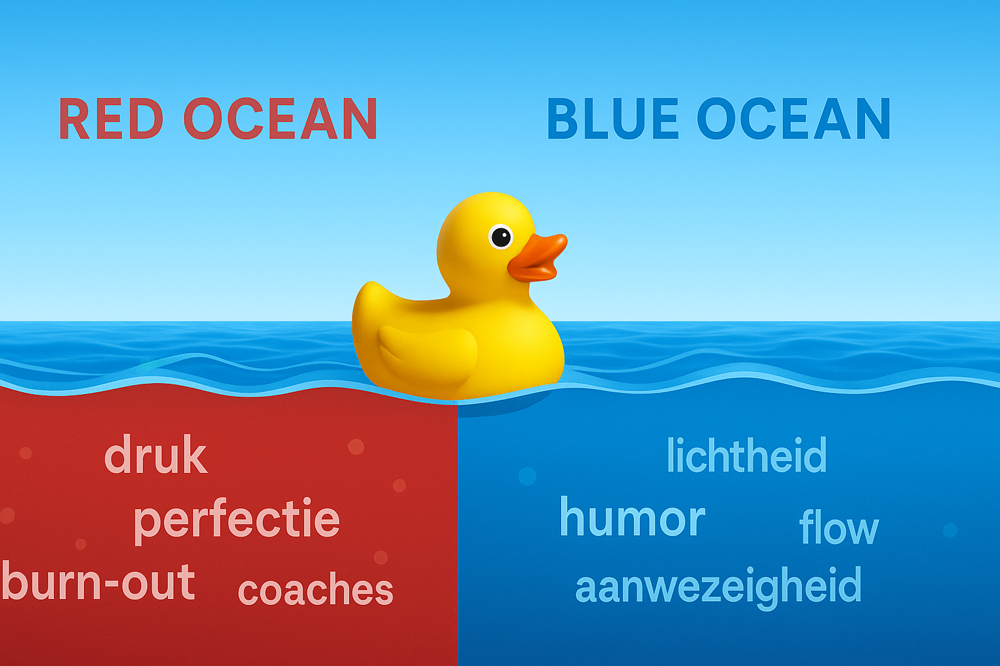 RED OCEAN
BLUE OCEAN
druk
perfectie
burn-out
coaches
lichtheid
humor
flow
aanwezeigheid